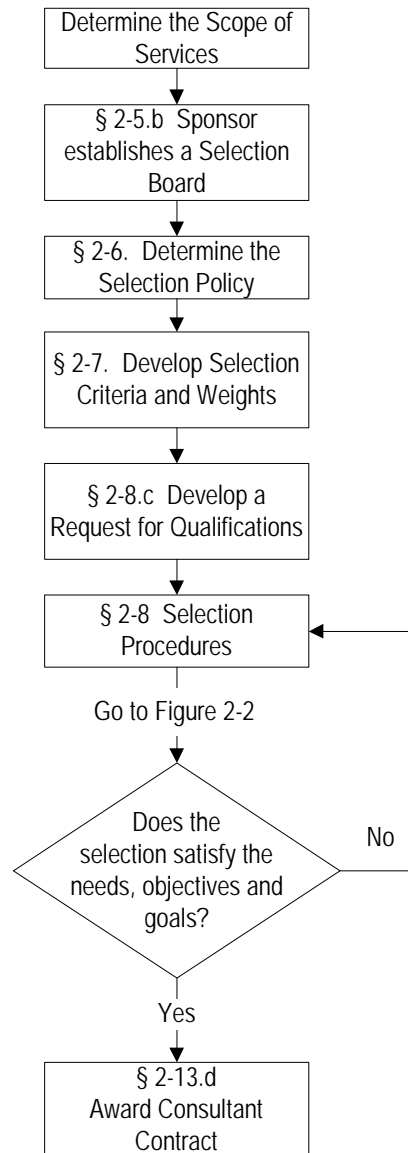 Determine the Scope of
Services
§ 2-5.b Sponsor
establishes a Selection
Board
§ 2-6. Determine the
Selection Policy
§ 2-7. Develop Selection
Criteria and Weights
§ 2-8.c Develop a
Request for Qualifications
§ 2-8 Selection
Procedures
Go to Figure 2-2
Does the
selection satisfy the
needs, objectives and
goals?
No
Yes
§ 2-13.d
Award Consultant
Contract